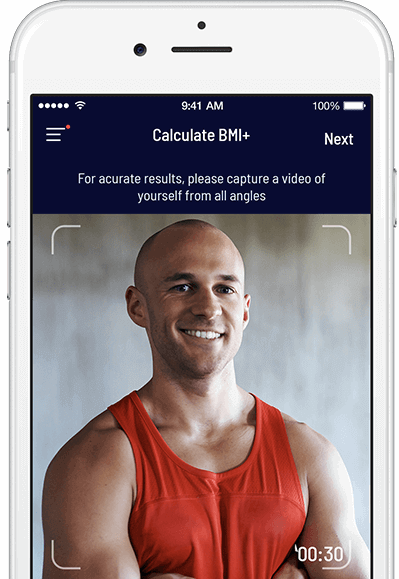 9:41 AM
100%
Calculate BMI+
Next
For acurate results, please capture a video of
yourself from all angles
00:30